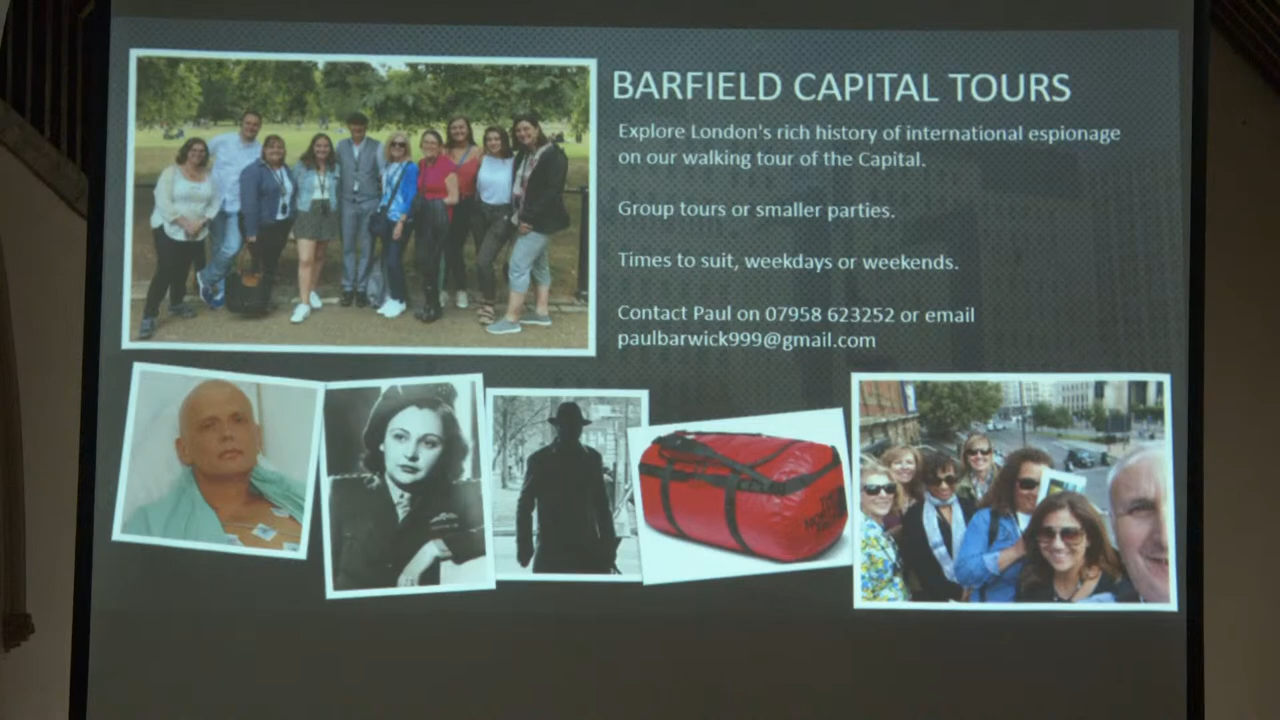 BARFIELD CAPITAL TOURS
Explore London's rich history of international espionage
on our walking tour of the Capital.
Group tours or smaller parties.
Times to suit, weekdays or weekends.
Contact Paul on 07958 623252 or email
paulbarwick999@gmail.com